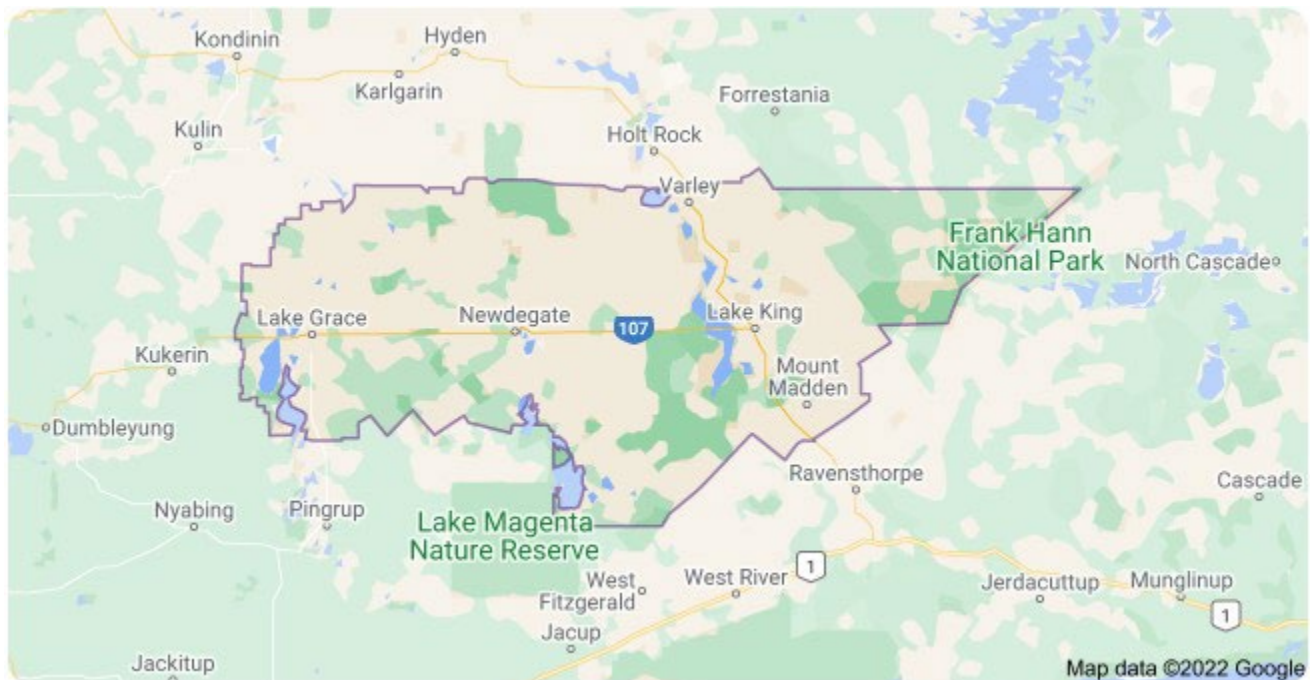 Kondinin
Hyden
Karlgarin
Forrestania
Kulin
Holt Rock
Varley
Frank Hann
National Park
North Cascade
Lake Grace
Newdegate
107
Lake King
Kukerin
Mount
Madden
Dumbleyung
Ravensthorpe
Cascade
Nyabing
Pingrup
Lake Magenta
Nature Reserve
West
Fitzgerald
West River
1
Jerdacuttup
Munglinup
1
Jacup
Jackitup
Map data ©2022 Google